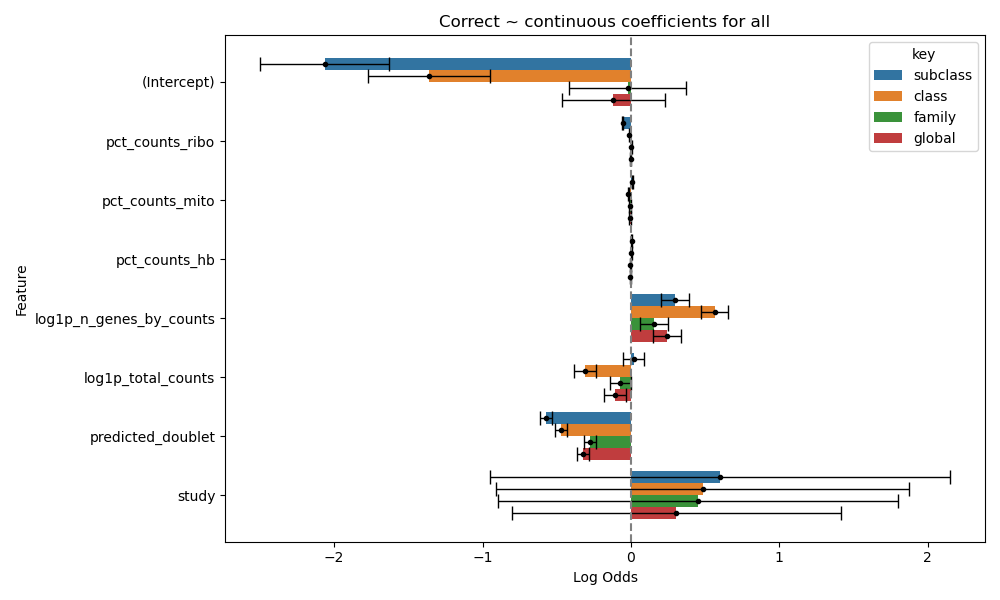 Correct ~ continuous coefficients for all
key
subclass
class
family
global
(Intercept)
pct_counts_ribo
pct_counts_mito
pct_counts_hb
log1p_n_genes_by_counts
log1p_total_counts
predicted_doublet
study
Feature
−2
−1
0
1
2
Log Odds